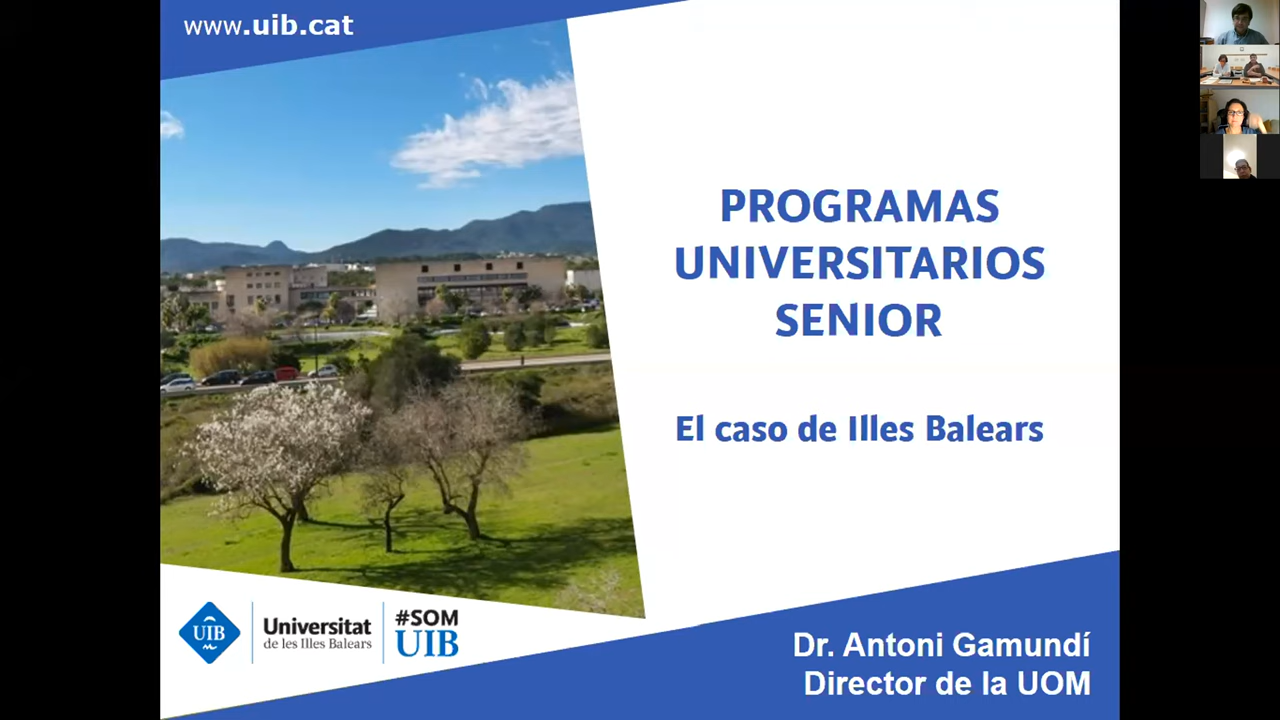 www.uib.cat
PROGRAMAS
UNIVERSITARIOS
SENIOR
El caso de Illes Balears
UIB
Universitat
de les Illes Balears
#SOM
UIB
Dr. Antoni Gamundí
Director de la UOM